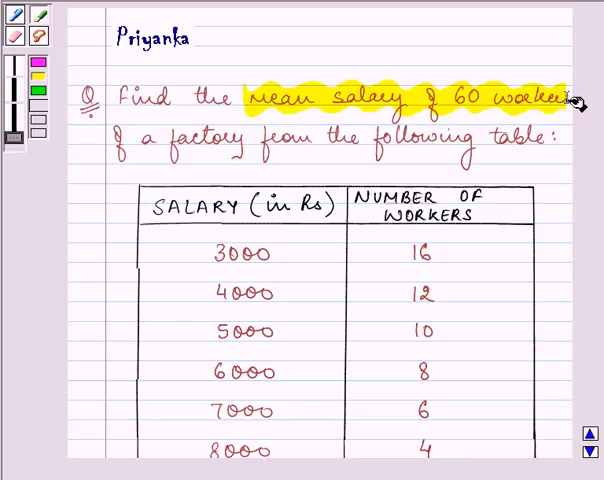 Priyanka
Q Find the mean salary of 60 workers
of a factory from the following table:
SALARY (in Rs) NUMBER OF WORKERS
3000 16
4000 12
5000 10
6000 8
7000 6
8000 4